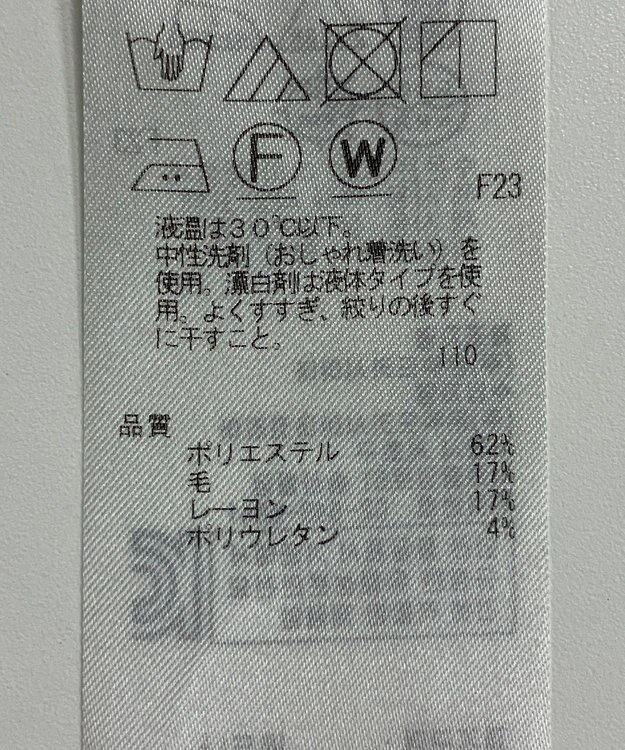 F
W
F23
液温は30℃以下。
中性洗剤(おしゃれ着洗い)を
使用。漂白剤は液体タイプを使
用。よくすすぎ、絞りの後すぐ
に干すこと。
110
品質
ポリエステル 62%
毛 17%
レーヨン 17%
ポリウレタン 4%